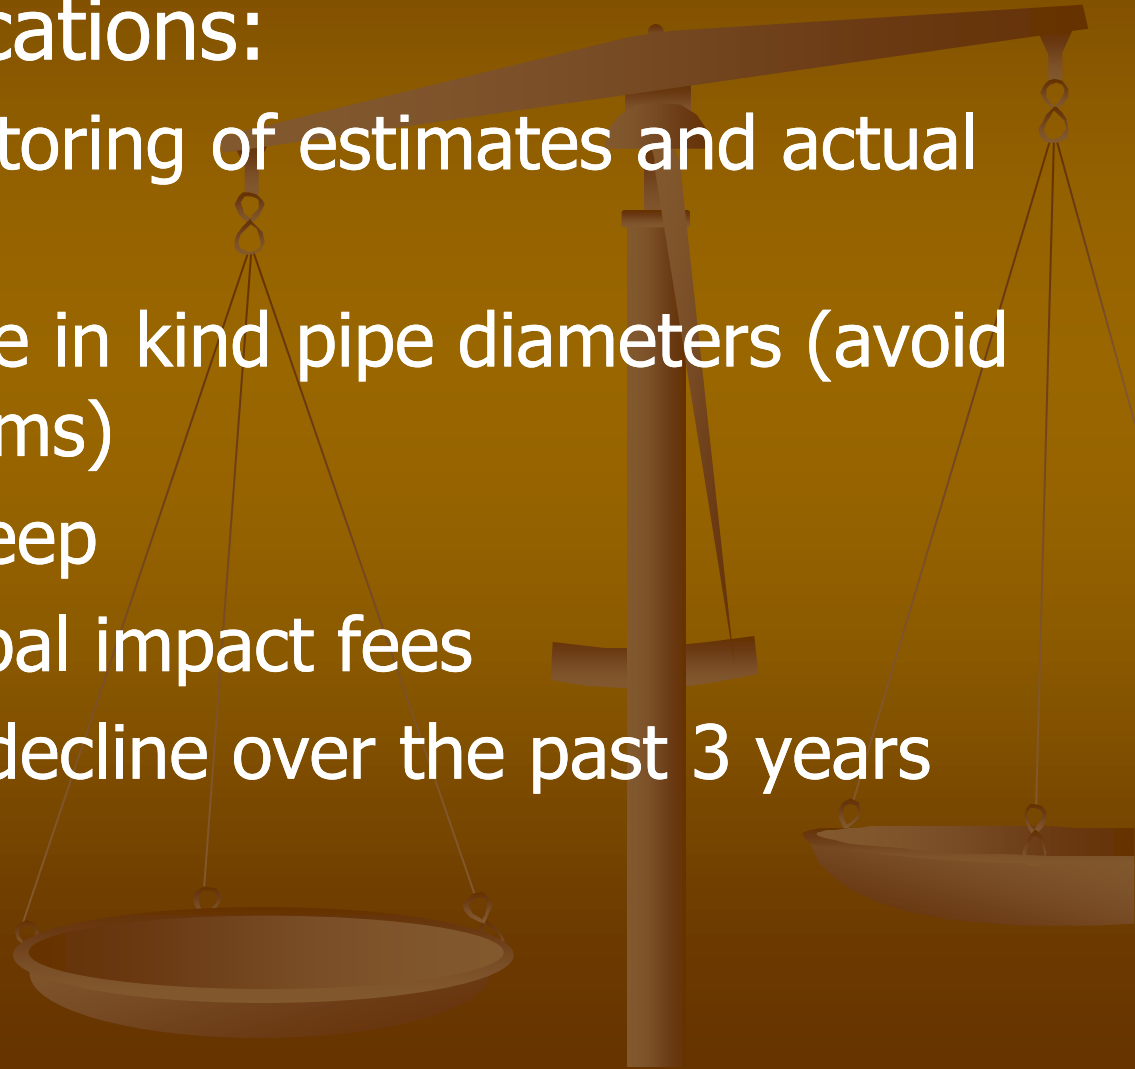 cations:
toring of estimates and actual
e in kind pipe diameters (avoid
ms)
eep
pal impact fees
decline over the past 3 years